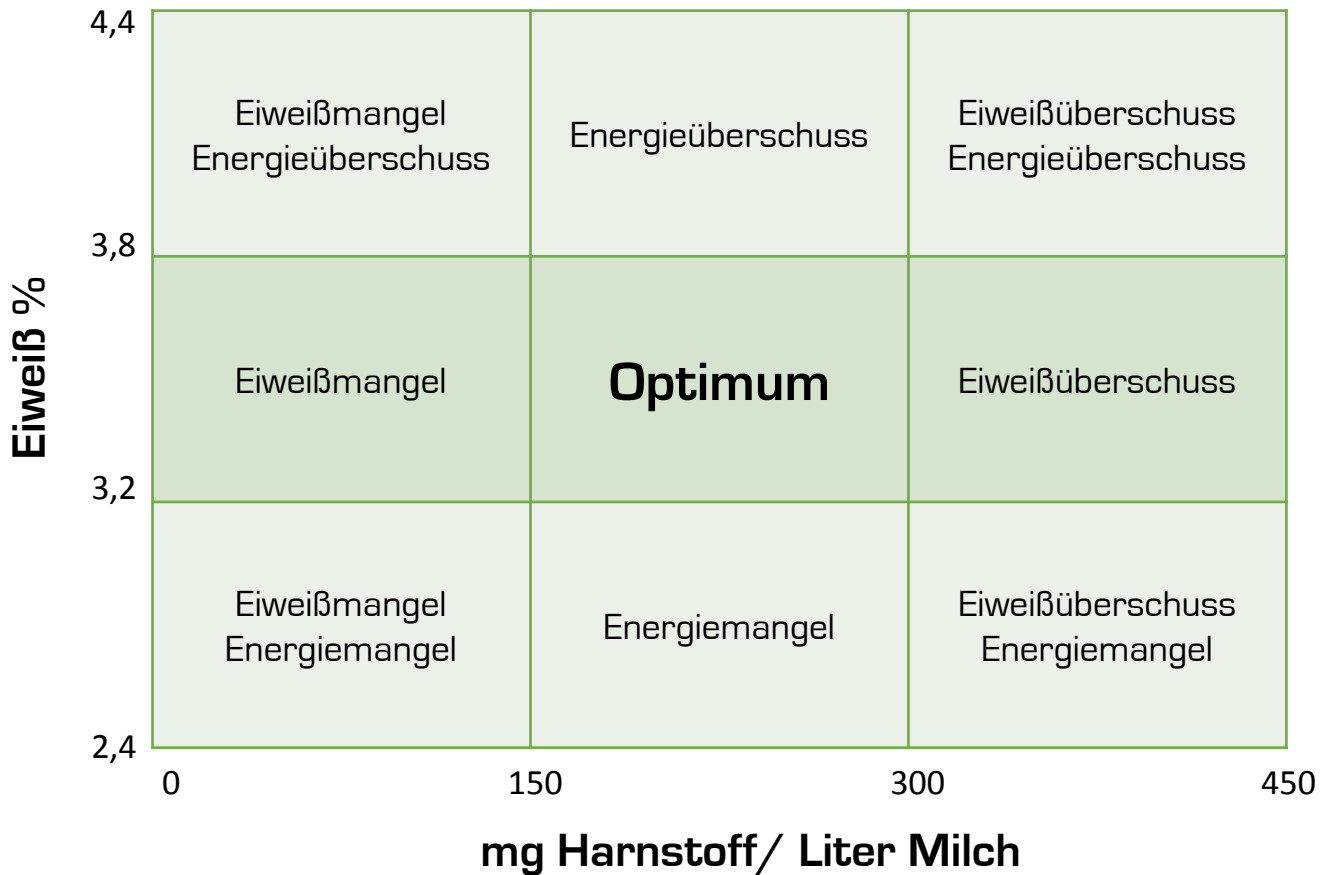 4,4
Eiweißmangel
Energieüberschuss
Energieüberschuss
Eiweißüberschuss
Energieüberschuss
3,8
Eiweiß %
Eiweißmangel
Optimum
Eiweißüberschuss
3,2
Eiweißmangel
Energiemangel
Energiemangel
Eiweißüberschuss
Energiemangel
2,4
0
150
300
450
mg Harnstoff/ Liter Milch